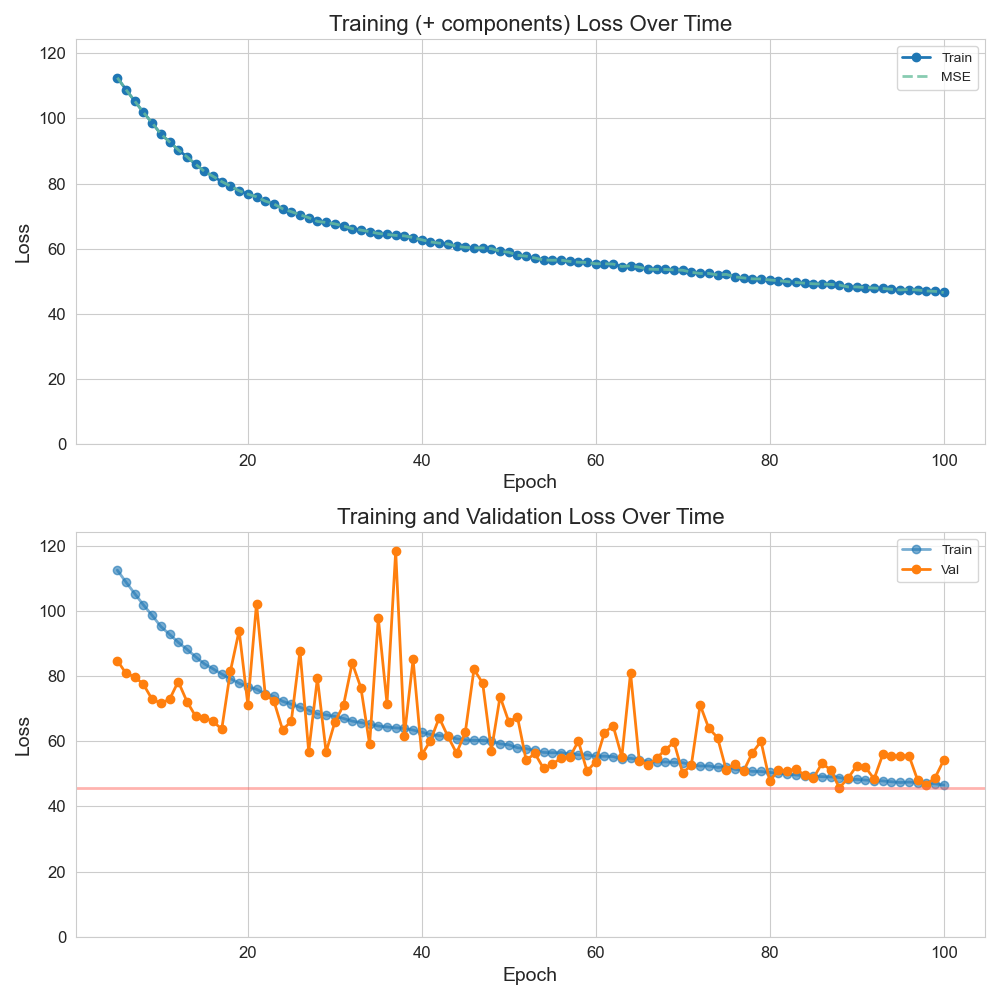 Training (+ components) Loss Over Time
120
100
80
60
40
20
0
Loss
Train
MSE
20 40 60 80 100
Epoch
Training and Validation Loss Over Time
120
100
80
60
40
20
0
Loss
Train
Val
20 40 60 80 100
Epoch